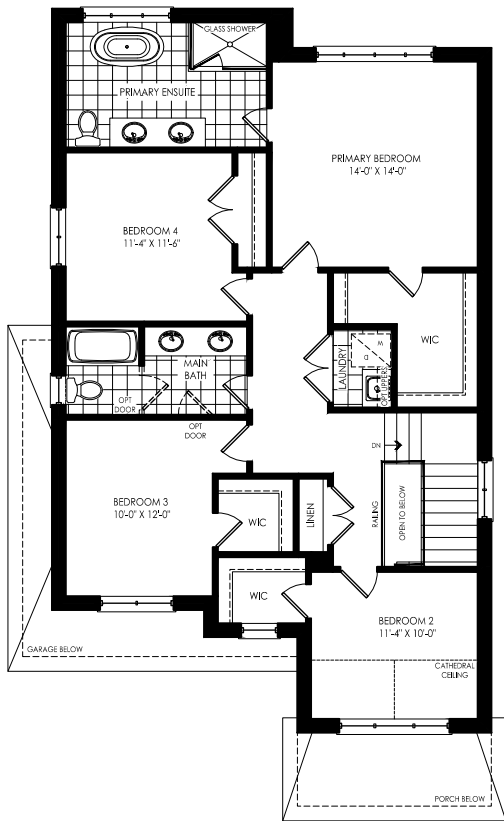 GLASS SHOWER
PRIMARY ENSUITE
PRIMARY BEDROOM
14'-0" X 14'-0"
BEDROOM 4
11'-4" X 11'-6"
WIC
W
D
LAUNDRY
OPT UPPERS
MAIN
BATH
OPT
DOOR
OPT
DOOR
DN
BEDROOM 3
10'-0" X 12'-0"
WIC
LINEN
RAILING
OPEN TO BELOW
WIC
BEDROOM 2
11'-4" X 10'-0"
CATHEDRAL
CEILING
GARAGE BELOW
PORCH BELOW